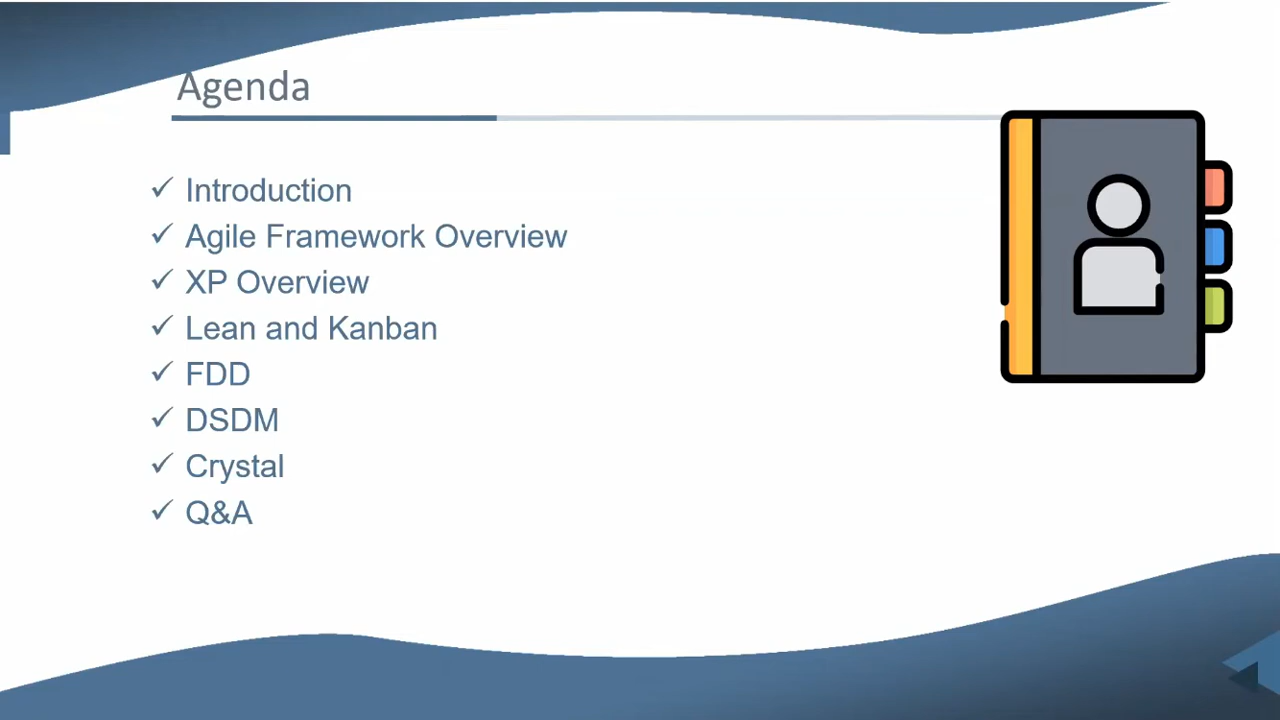 Agenda
✓ Introduction
✓ Agile Framework Overview
✓ XP Overview
✓ Lean and Kanban
✓ FDD
✓ DSDM
✓ Crystal
✓ Q&A